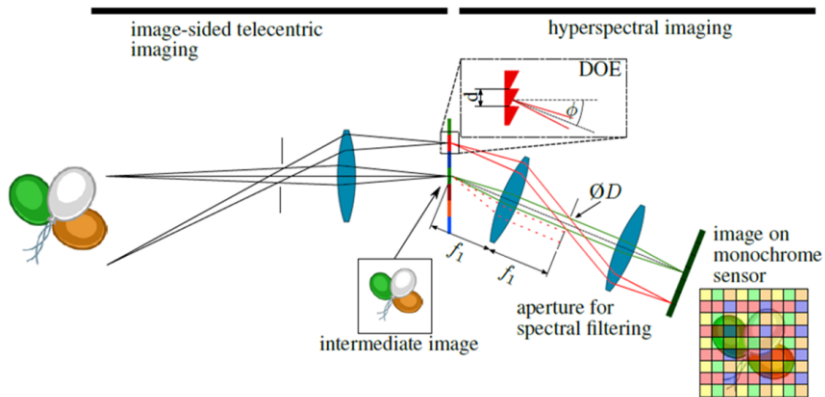 image-sided telecentric
imaging
hyperspectral imaging
DOE
d
ϕ
ØD
f₁
f₁
image on
monochrome
sensor
aperture for
spectral filtering
intermediate image